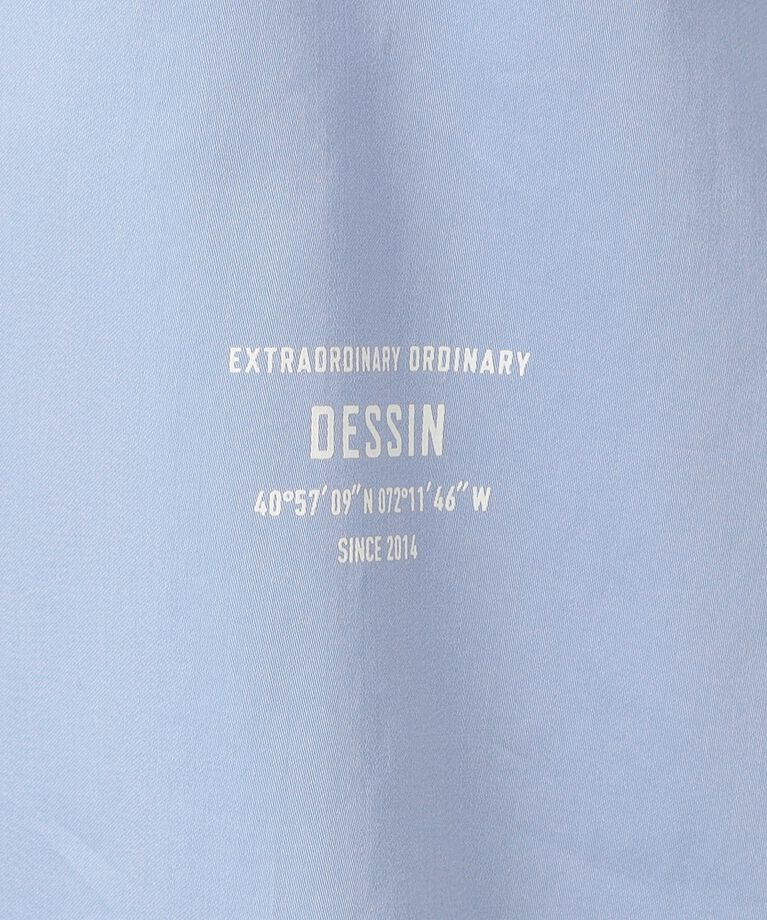 EXTRAORDINARY ORDINARY
DESSIN
40°57′09″N 072°11′46″W
SINCE 2014